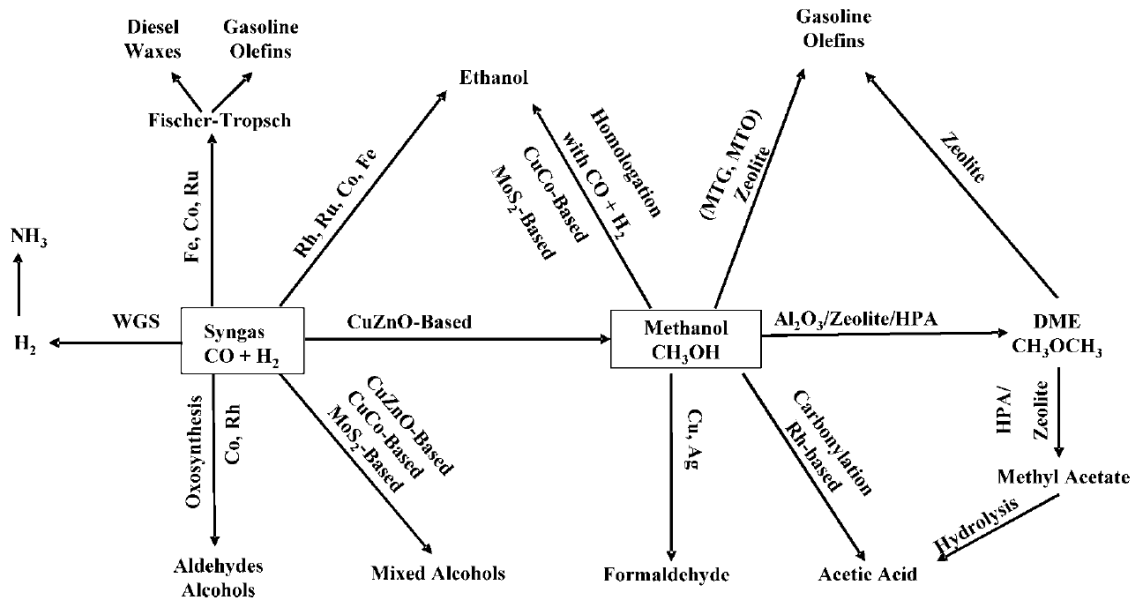 Diesel
Waxes
Gasoline
Olefins
Fischer-Tropsch
Ethanol
Gasoline
Olefins
Fe, Co, Ru
Rh, Ru, Co, Fe
Homologation
with CO + H₂
CuCo-Based
MoS₂-Based
(MTG, MTO)
Zeolite
Zeolite
NH₃
H₂
WGS
Syngas
CO + H₂
CuZnO-Based
Methanol
CH₃OH
Al₂O₃/Zeolite/HPA
DME
CH₃OCH₃
Oxosynthesis
Co, Rh
CuZnO-Based
CuCo-Based
MoS₂-Based
Cu, Ag
Carbonylation
Rh-based
HPA/
Zeolite
Methyl Acetate
Hydrolysis
Aldehydes
Alcohols
Mixed Alcohols
Formaldehyde
Acetic Acid